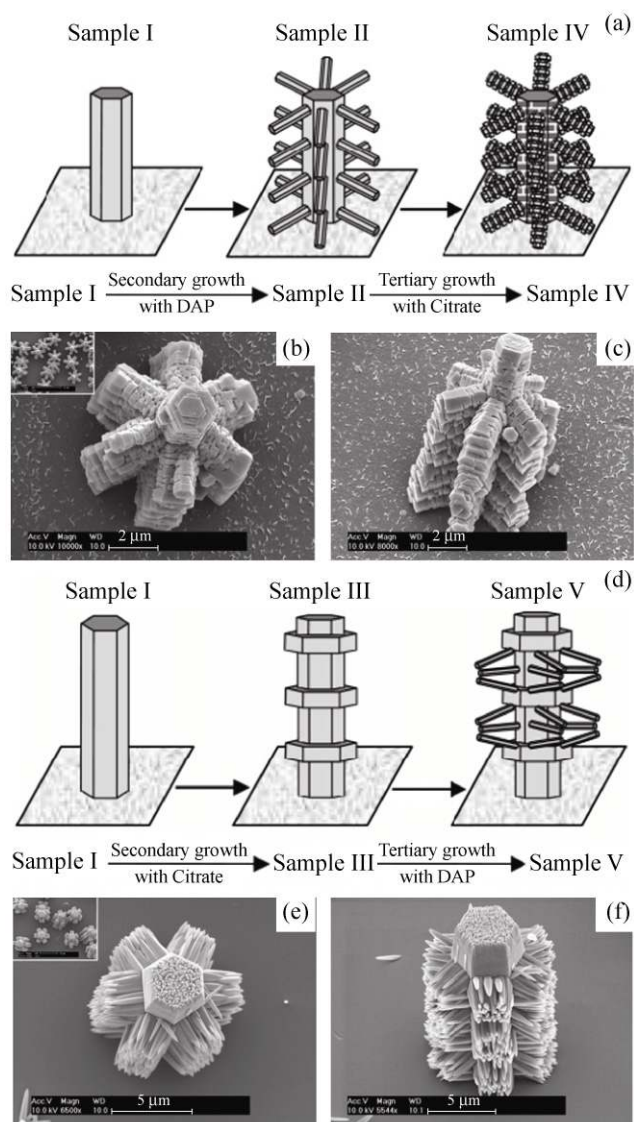 (a)
Sample I Sample II Sample IV
Sample I Secondary growth with DAP Sample II Tertiary growth with Citrate Sample IV
(b)
Acc.V Magn WD
10.0 kV 10000x 10.0
2 μm
(c)
Acc.V Magn WD
10.0 kV 8000x 10.0
2 μm
(d)
Sample I Sample III Sample V
Sample I Secondary growth with Citrate Sample III Tertiary growth with DAP Sample V
(e)
Acc.V Magn WD
10.0 kV 6500x 10.0
5 μm
(f)
Acc.V Magn WD
10.0 kV 5544x 10.1
5 μm